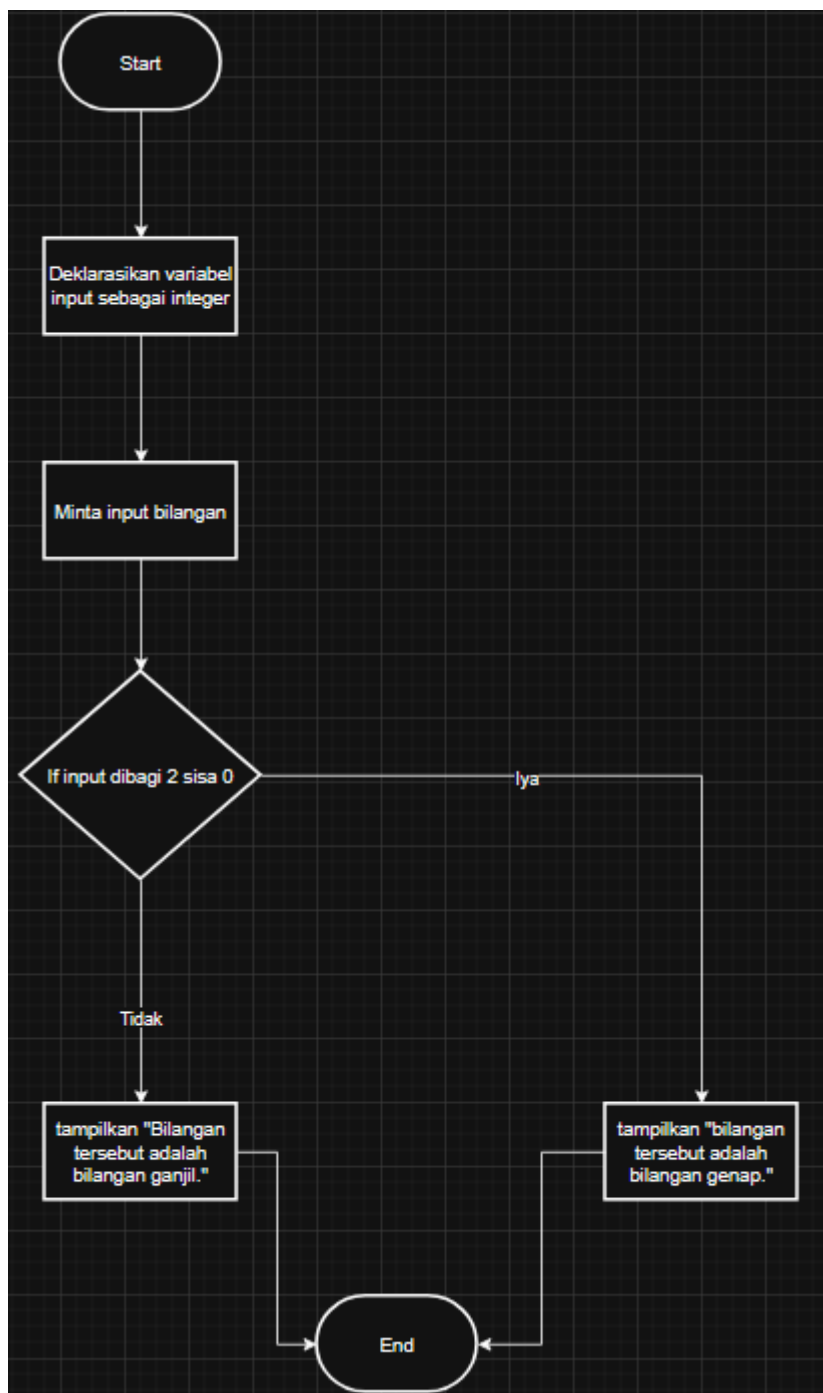 Start
Deklarasikan variabel
input sebagai integer
Minta input bilangan
If input dibagi 2 sisa 0
Iya
Tidak
tampilkan "Bilangan
tersebut adalah
bilangan ganjil."
tampilkan "bilangan
tersebut adalah
bilangan genap."
End